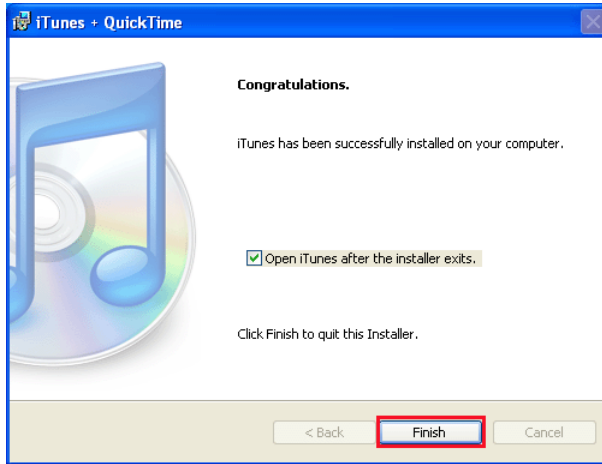 iTunes + QuickTime
Congratulations.
iTunes has been successfully installed on your computer.
Open iTunes after the installer exits.
Click Finish to quit this Installer.
< Back
Finish
Cancel